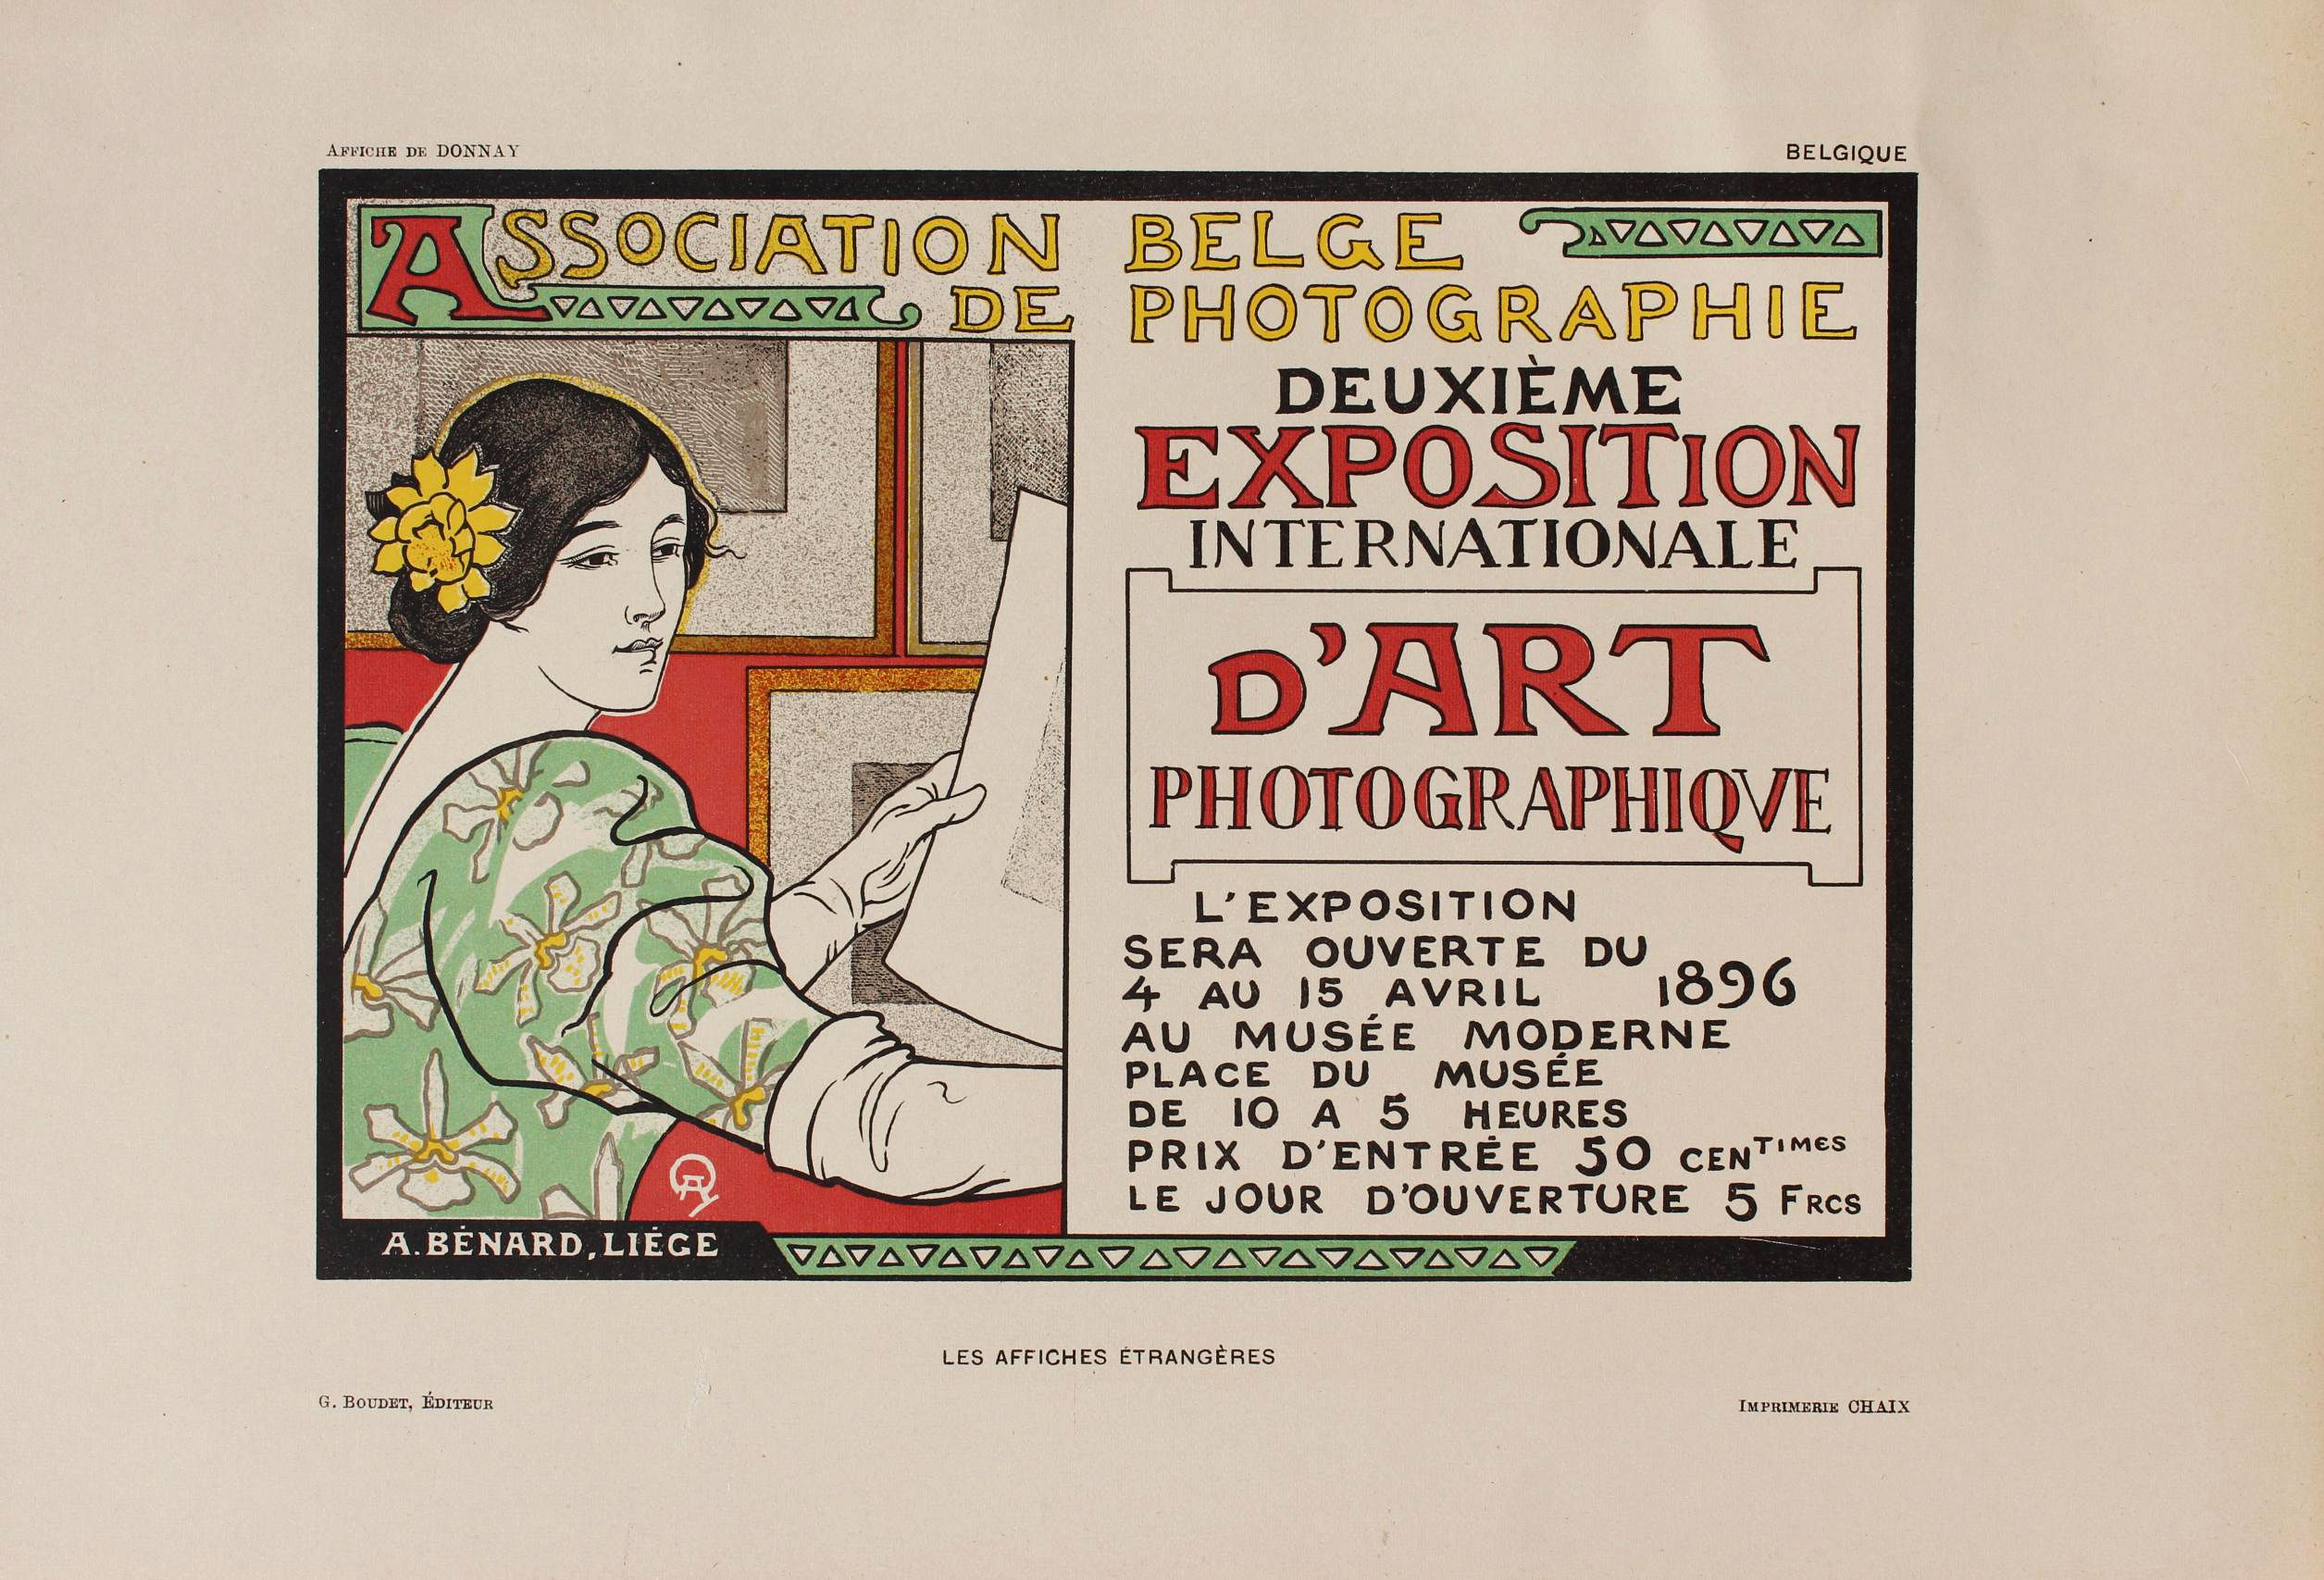 AFFICHE DE DONNAY
BELGIQUE
ASSOCIATION BELGE
DE PHOTOGRAPHIE
DEUXIÈME
EXPOSITION
INTERNATIONALE
D'ART
PHOTOGRAPHIQVE
L'EXPOSITION
SERA OUVERTE DU
4 AU 15 AVRIL 1896
AU MUSÉE MODERNE
PLACE DU MUSÉE
DE 10 A 5 HEURES
PRIX D'ENTRÉE 50 CENTIMES
LE JOUR D'OUVERTURE 5 FRCS
A. BÉNARD, LIÉGE
LES AFFICHES ÉTRANGÈRES
G. BOUDET, ÉDITEUR
IMPRIMERIE CHAIX